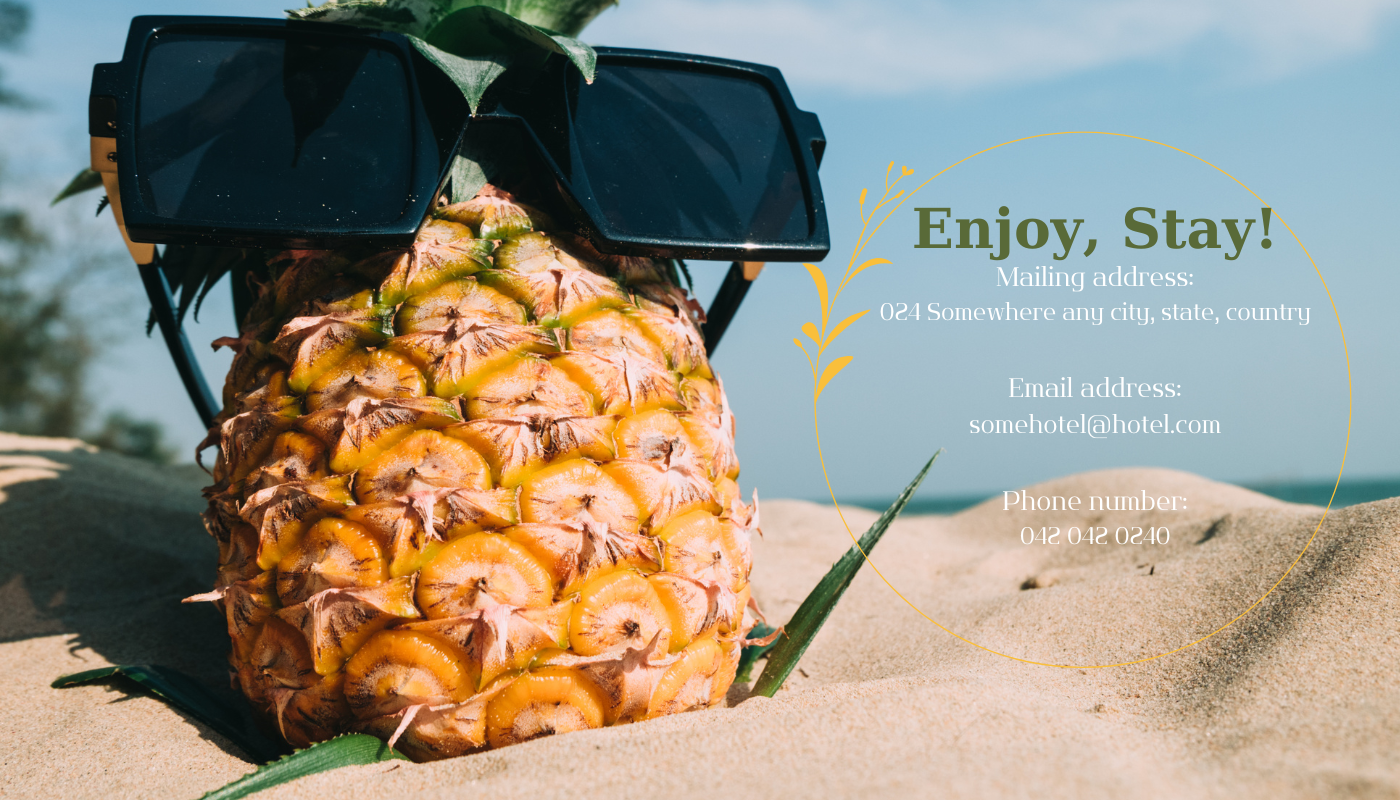 Enjoy, Stay!
Mailing address:
024 Somewhere any city, state, country
Email address:
somehotel@hotel.com
Phone number:
042 042 0240